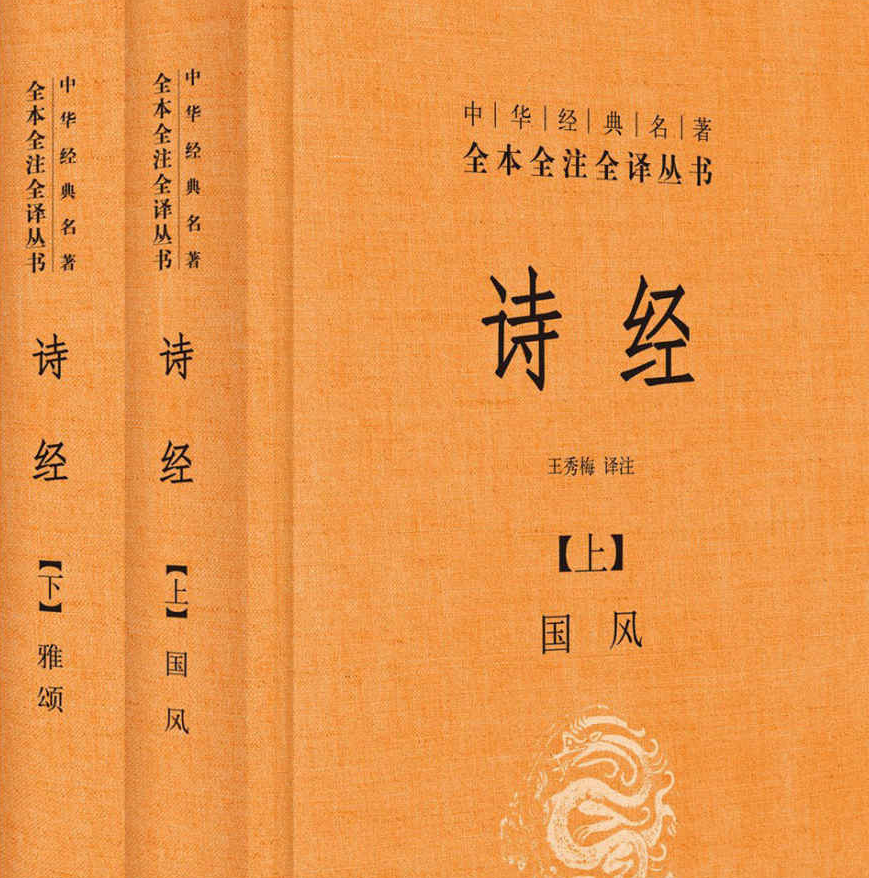 中华经典名著
全本全注全译丛书
诗经
【下】雅颂
中华经典名著
全本全注全译丛书
诗经
【上】国风
中|华|经|典|名|著
全本全注全译丛书
诗经
王秀梅 译注
【上】
国风